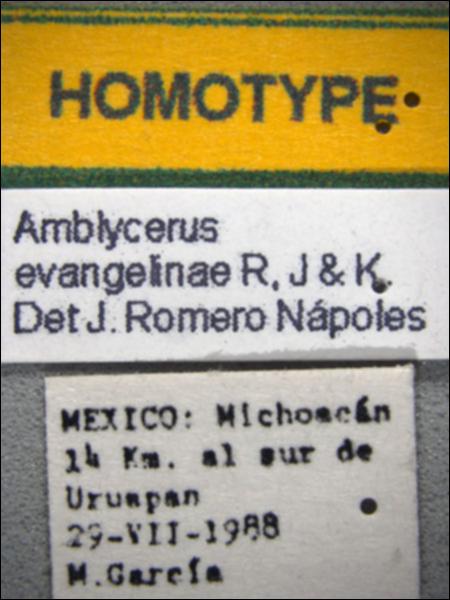 HOMOTYPE
Amblycerus
evangelinae R, J & K.
Det J. Romero Nápoles
MEXICO: Michoacán
14 Km. al sur de
Uruapan
29-VII-1988
M.García